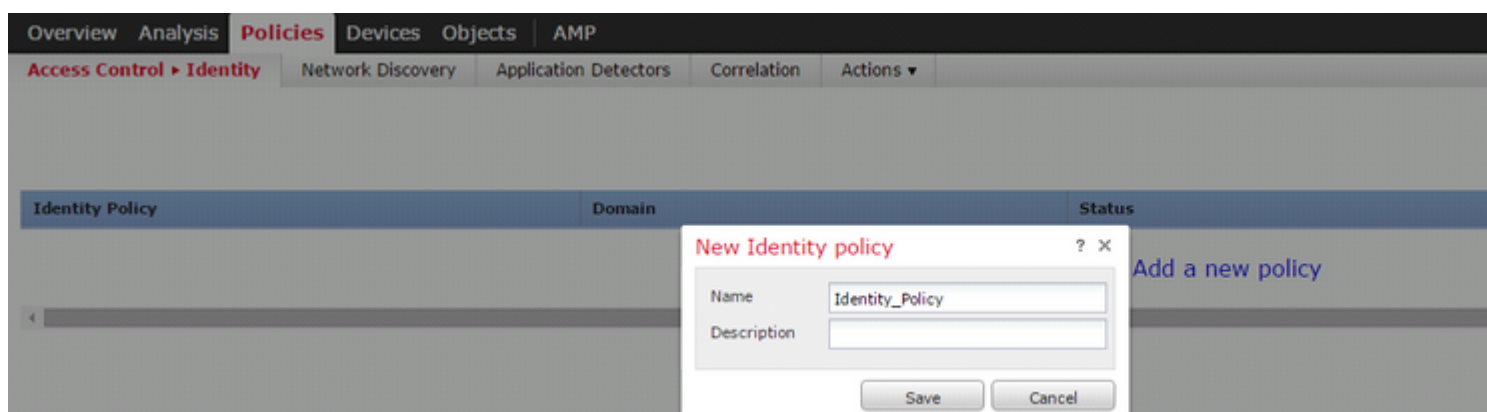 Overview Analysis Policies Devices Objects AMP
Access Control ▸ Identity Network Discovery Application Detectors Correlation Actions ▾
Identity Policy Domain Status
New Identity policy ? ×
Add a new policy
Name Identity_Policy
Description
Save Cancel